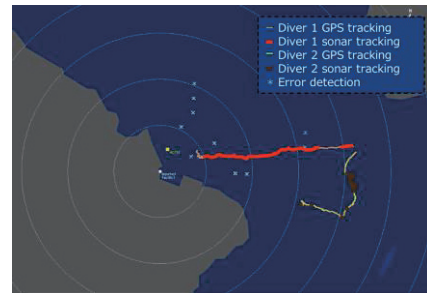 Diver 1 GPS tracking
Diver 1 sonar tracking
Diver 2 GPS tracking
Diver 2 sonar tracking
Error detection